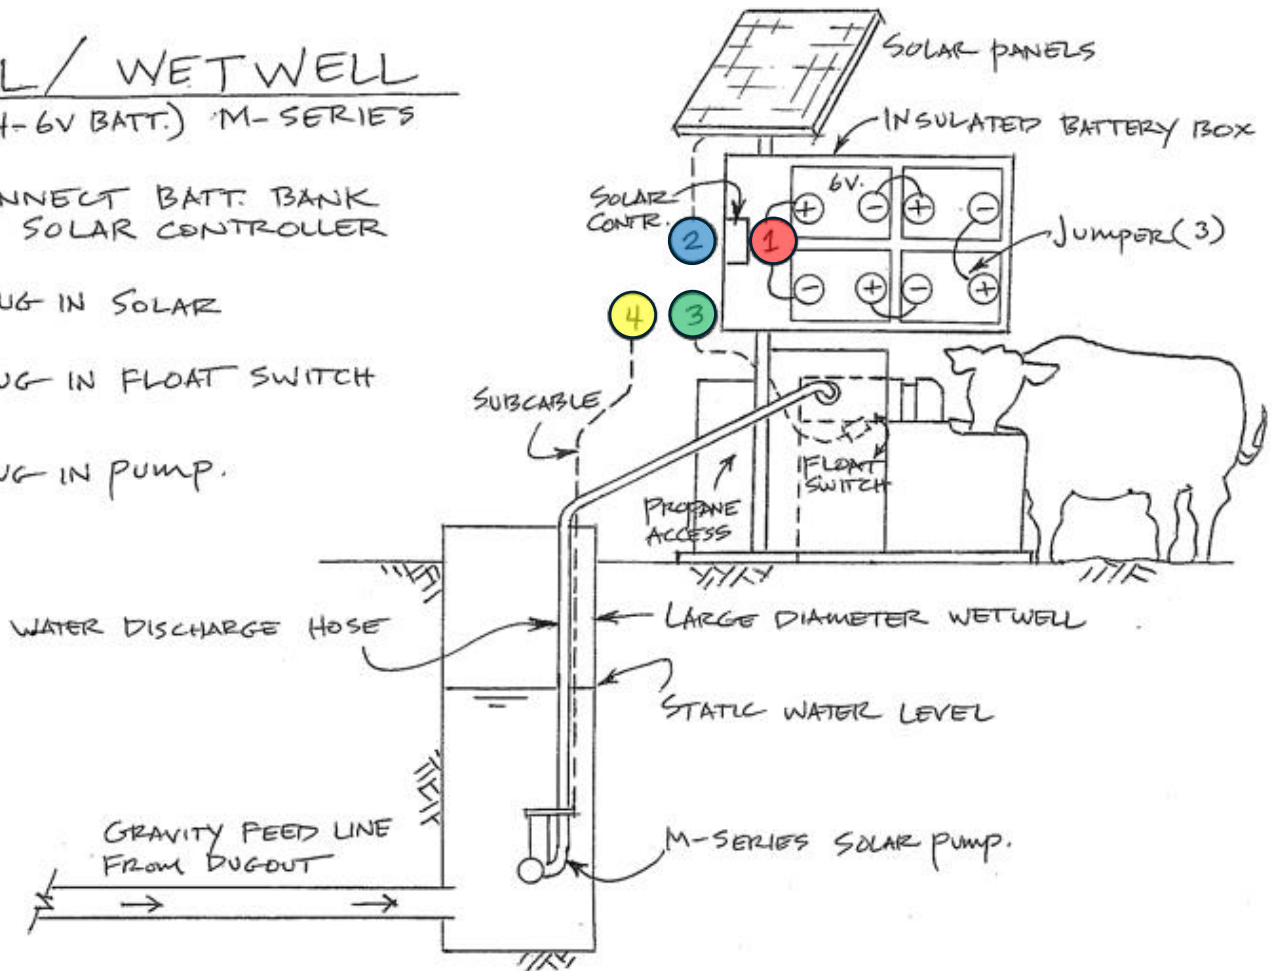 L / WETWELL
4-6V BATT.) M-SERIES
NNECT BATT. BANK
SOLAR CONTROLLER
UG IN SOLAR
UG IN FLOAT SWITCH
UG IN PUMP.
SOLAR PANELS
INSULATED BATTERY BOX
SOLAR
CONTR.
6V.
+ - + -
2
1
JUMPER (3)
- + - +
4
3
SUBCABLE
FLOAT
SWITCH
PROPANE
ACCESS
WATER DISCHARGE HOSE
LARGE DIAMETER WETWELL
STATIC WATER LEVEL
GRAVITY FEED LINE
FROM DUGOUT
M-SERIES SOLAR PUMP.